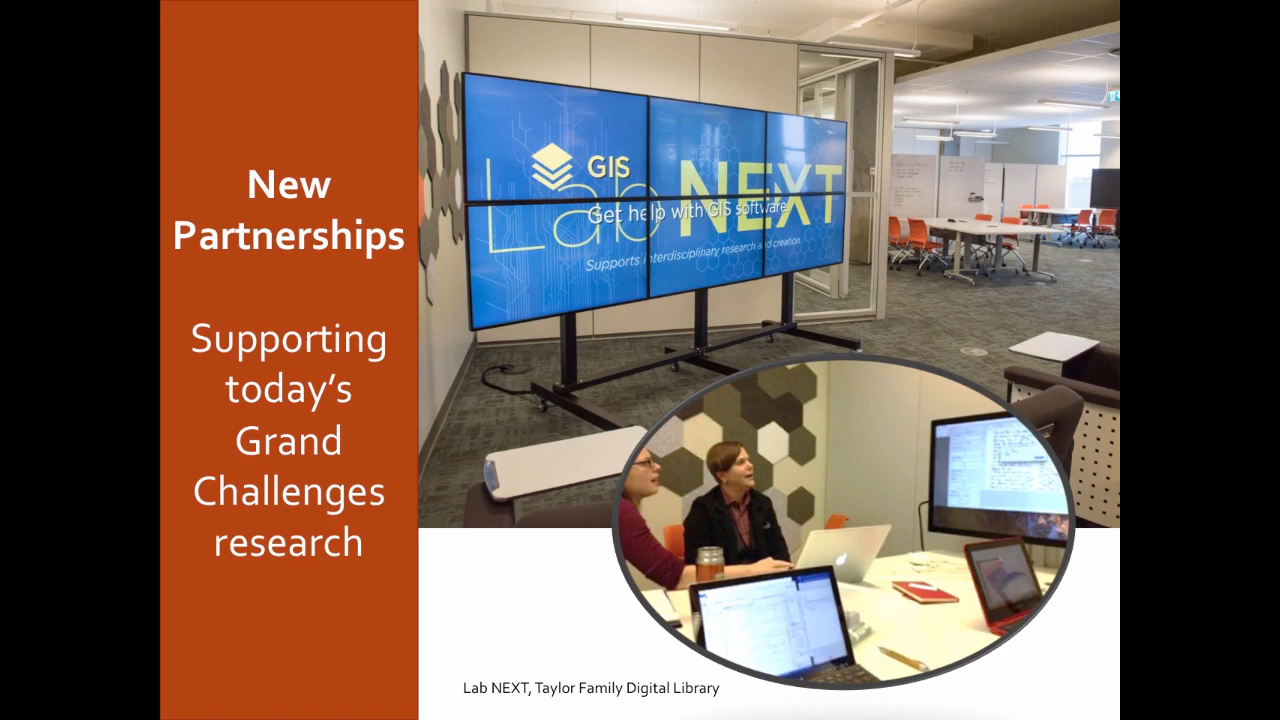 New
Partnerships
Supporting
today's
Grand
Challenges
research
GIS
Lab NEXT
Get help with GIS software
Supports interdisciplinary research and creation
Lab NEXT, Taylor Family Digital Library